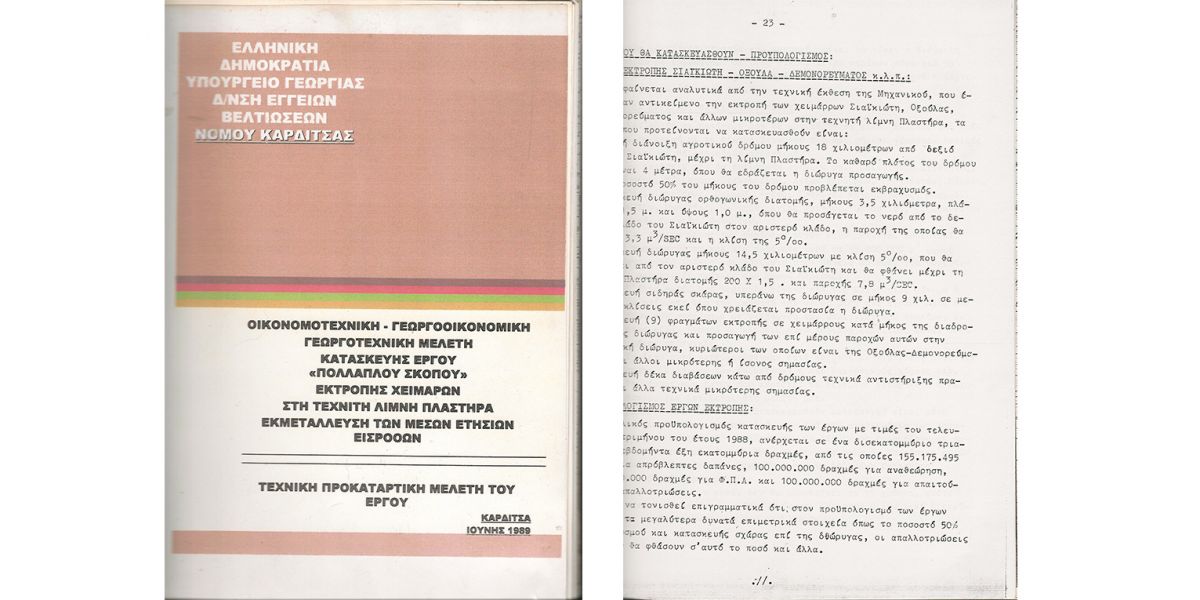 ΕΛΛΗΝΙΚΗ
ΔΗΜΟΚΡΑΤΙΑ
ΥΠΟΥΡΓΕΙΟ ΓΕΩΡΓΙΑΣ
Δ/ΝΣΗ ΕΓΓΕΙΩΝ
ΒΕΛΤΙΩΣΕΩΝ
ΝΟΜΟΥ ΚΑΡΔΙΤΣΑΣ
ΟΙΚΟΝΟΜΟΤΕΧΝΙΚΗ - ΓΕΩΡΓΟΟΙΚΟΝΟΜΙΚΗ
ΓΕΩΡΓΟΤΕΧΝΙΚΗ ΜΕΛΕΤΗ
ΚΑΤΑΣΚΕΥΗΣ ΕΡΓΟΥ
«ΠΟΛΛΑΠΛΟΥ ΣΚΟΠΟΥ»
ΕΚΤΡΟΠΗΣ ΧΕΙΜΑΡΩΝ
ΣΤΗ ΤΕΧΝΙΤΗ ΛΙΜΝΗ ΠΛΑΣΤΗΡΑ
ΕΚΜΕΤΑΛΛΕΥΣΗ ΤΩΝ ΜΕΣΩΝ ΕΤΗΣΙΩΝ
ΕΙΣΡΟΩΝ
ΤΕΧΝΙΚΗ ΠΡΟΚΑΤΑΡΤΙΚΗ ΜΕΛΕΤΗ ΤΟΥ
ΕΡΓΟΥ
ΚΑΡΔΙΤΣΑ
ΙΟΥΝΗΣ 1989
- 23 -
ΟΥ ΘΑ ΚΑΤΑΣΚΕΥΑΣΘΟΥΝ - ΠΡΟΥΠΟΛΟΓΙΣΜΟΣ:
ΕΚΤΡΟΠΗΣ ΣΙΑΓΚΙΩΤΗ - ΟΞΟΥΛΑ - ΔΕΜΟΝΟΡΕΥΜΑΤΟΣ κ.λ.π.:
φαίνεται αναλυτικά από την τεχνική έκθεση της Μηχανικού, που έ-
αν αντικείμενο την εκτροπή των χειμάρρων Σιαϊκιώτη, Οξούλας,
ορεύματος και άλλων μικροτέρων στην τεχνητή λίμνη Πλαστήρα, τα
που προτείνονται να κατασκευασθούν είναι:
ή διάνοιξη αγροτικού δρόμου μήκους 18 χιλιομέτρων από δεξιό
Σιαϊκιώτη, μέχρι τη λίμνη Πλαστήρα. Το καθαρό πλάτος του δρόμου
ναι 4 μέτρα, όπου θα εδράζεται η διώρυγα προσαγωγής.
οσοστό 50% του μήκους του δρόμου προβλέπεται εκβραχυσμός.
ευή διώρυγας ορθογωνικής διατομής, μήκους 3,5 χιλιόμετρα, πλά-
,5 μ. και ύψους 1,0 μ., όπου θα προσάγεται το νερό από το δε-
λάδο του Σιαϊκιώτη στον αριστερό κλάδο, η παροχή της οποίας θα
3,3 μ3/SEC και η κλίση της 5ο/οο.
ευή διώρυγας μήκους 14,5 χιλιομέτρων με κλίση 5ο/οο, που θα
ι από τον αριστερό κλάδο του Σιαϊκιώτη και θα φθάνει μέχρι τη
Πλαστήρα διατομής 200 Χ 1,5 . και παροχής 7,8 μ3/SEC.
ευή σιδηράς σκάρας, υπεράνω της διώρυγας σε μήκος 9 χιλ. σε με-
κλίσεις εκεί όπου χρειάζεται προστασία η διώρυγα.
ευή (9) φραγμάτων εκτροπής σε χειμάρρους κατά μήκος της διαδρο-
ς διώρυγας και προσαγωγή των επί μέρους παροχών αυτών στην
κή διώρυγα, κυριώτεροι των οποίων είναι της Οξούλας-Δεμονορεύμα-
ι άλλοι μικρότερης ή ίσονος σημασίας.
ευή δέκα διαβάσεων κάτω από δρόμους τεχνικά αντιστήριξης πρα-
ι άλλα τεχνικά μικρότερης σημασίας.
ΛΟΓΙΣΜΟΣ ΕΡΓΩΝ ΕΚΤΡΟΠΗΣ:
ικός προϋπολογισμός κατασκευής των έργων με τιμές του τελευ-
τριμήνου του έτους 1988, ανέρχεται σε ένα δισεκατομμύριο τρια-
εβδομήντα έξη εκατομμύρια δραχμές, από τις οποίες 155.175.495
ια απρόβλεπτες δαπάνες, 100.000.000 δραχμές για αναθεώρηση,
.000 δραχμές για Φ.Π.Α. και 100.000.000 δραχμές για απαιτού-
απαλλοτριώσεις.
να τονισθεί επιγραμματικά ότι στον προϋπολογισμό των έργων
τα μεγαλύτερα δυνατά επιμετρικά στοιχεία όπως το ποσοστό 50%
σμού και κατασκευής σχάρας επί της δθώρυγας, οι απαλλοτριώσεις
θα φθάσουν σ'αυτό το ποσό και άλλα.
.//.